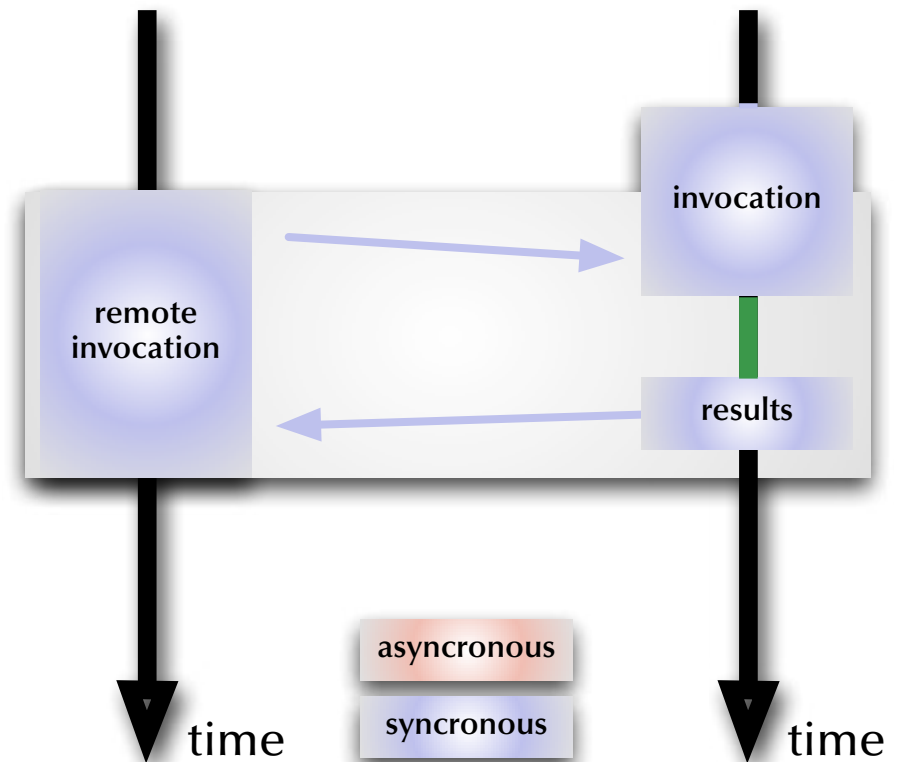 invocation
remote
invocation
results
asyncronous
syncronous
time
time